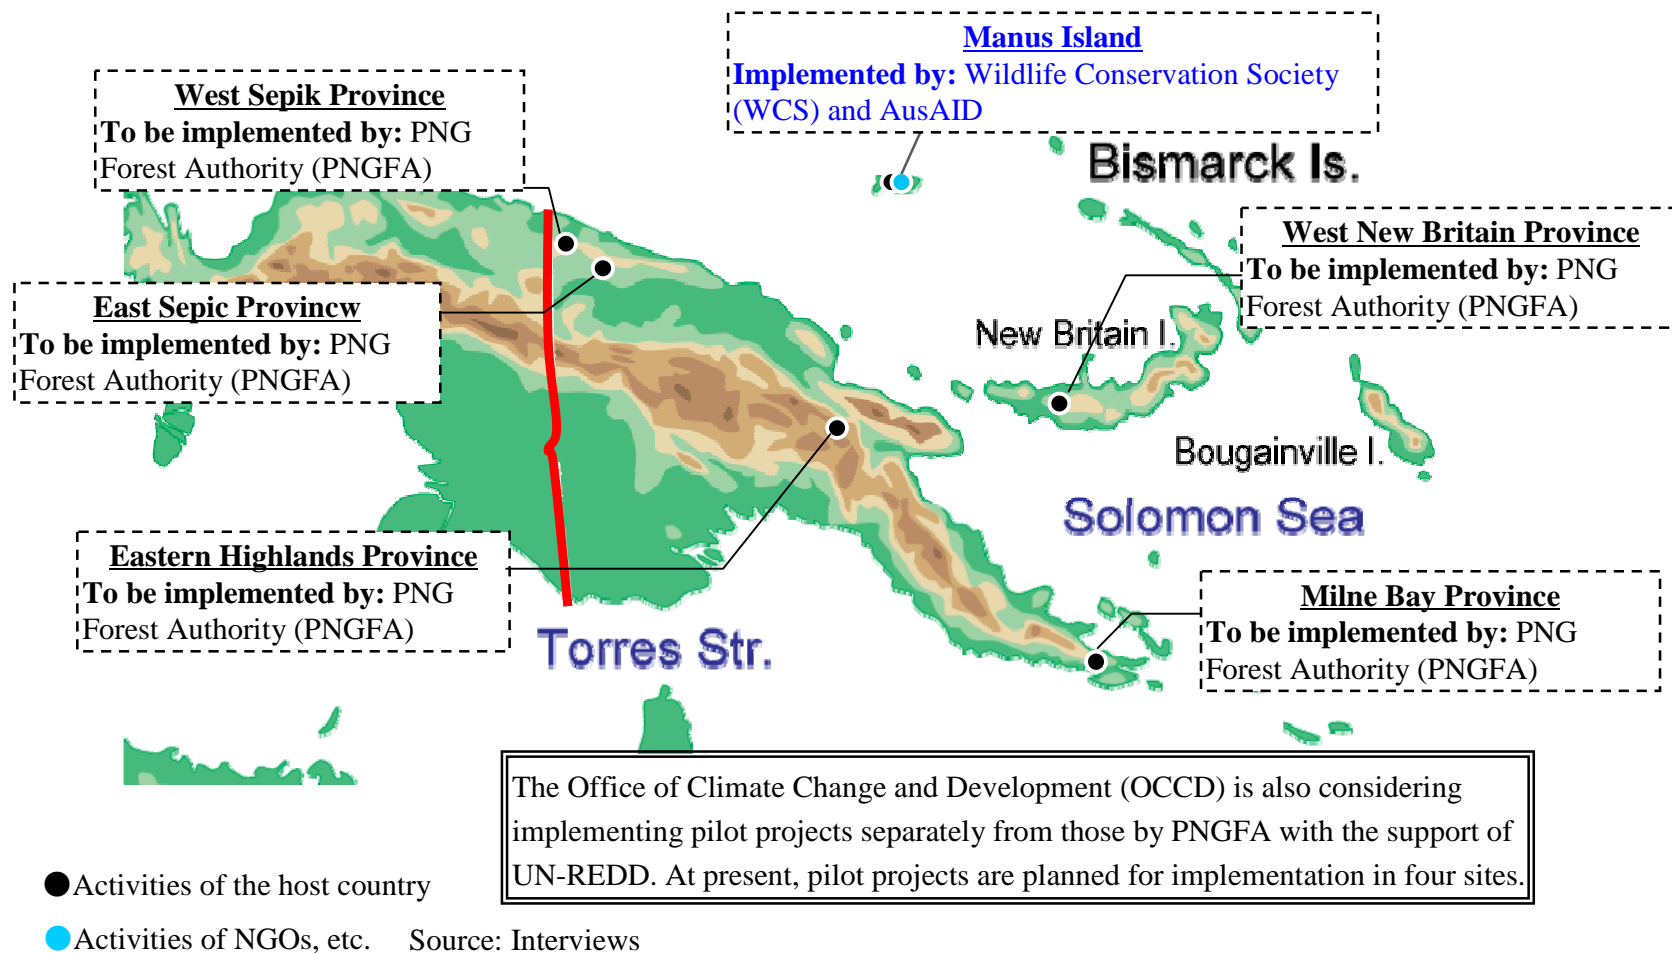 Manus Island
Implemented by: Wildlife Conservation Society
(WCS) and AusAID
West Sepik Province
To be implemented by: PNG
Forest Authority (PNGFA)
Bismarck Is.
West New Britain Province
To be implemented by: PNG
Forest Authority (PNGFA)
East Sepic Provincw
To be implemented by: PNG
Forest Authority (PNGFA)
New Britain I.
Bougainville I.
Solomon Sea
Eastern Highlands Province
To be implemented by: PNG
Forest Authority (PNGFA)
Torres Str.
Milne Bay Province
To be implemented by: PNG
Forest Authority (PNGFA)
The Office of Climate Change and Development (OCCD) is also considering
implementing pilot projects separately from those by PNGFA with the support of
UN-REDD. At present, pilot projects are planned for implementation in four sites.
Activities of the host country
Activities of NGOs, etc.
Source: Interviews